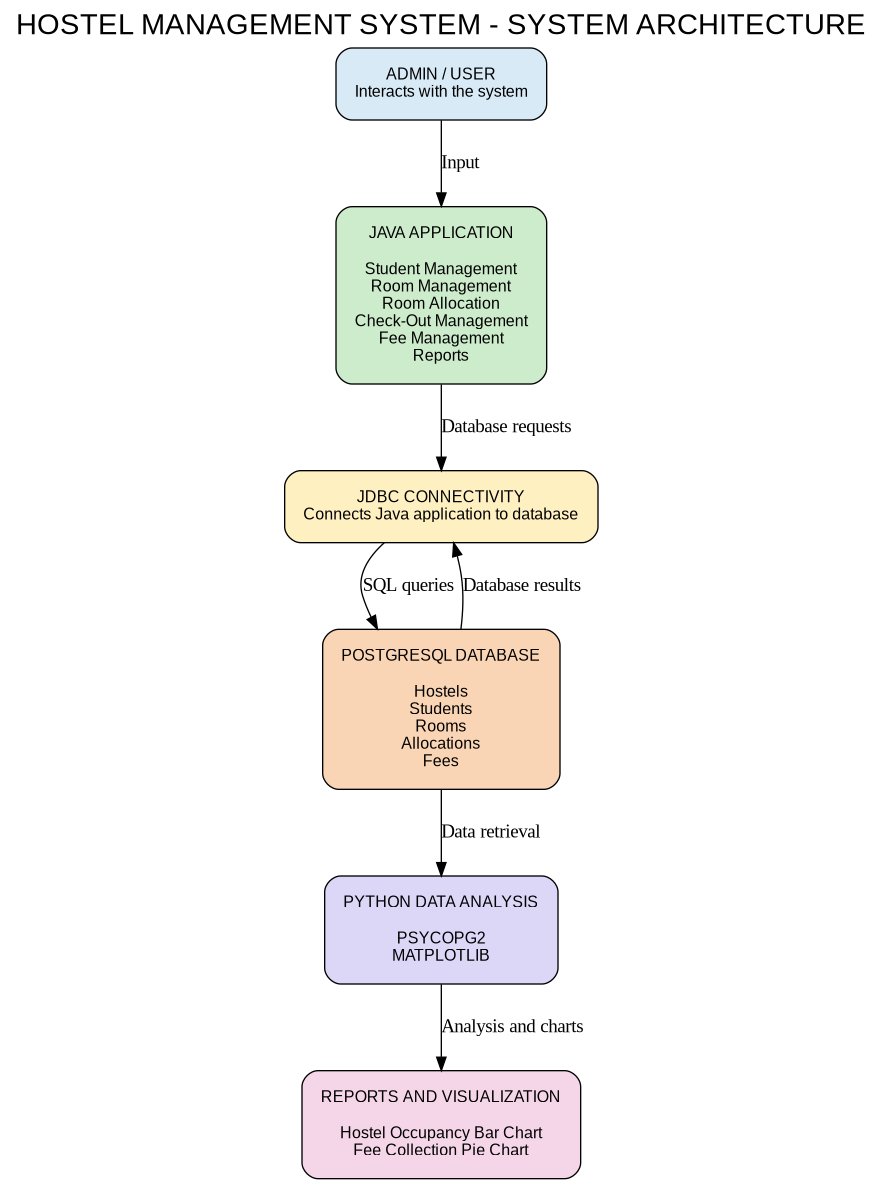 HOSTEL MANAGEMENT SYSTEM - SYSTEM ARCHITECTURE
ADMIN / USER
Interacts with the system
Input
JAVA APPLICATION
Student Management
Room Management
Room Allocation
Check-Out Management
Fee Management
Reports
Database requests
JDBC CONNECTIVITY
Connects Java application to database
SQL queries
Database results
POSTGRESQL DATABASE
Hostels
Students
Rooms
Allocations
Fees
Data retrieval
PYTHON DATA ANALYSIS
PSYCOPG2
MATPLOTLIB
Analysis and charts
REPORTS AND VISUALIZATION
Hostel Occupancy Bar Chart
Fee Collection Pie Chart